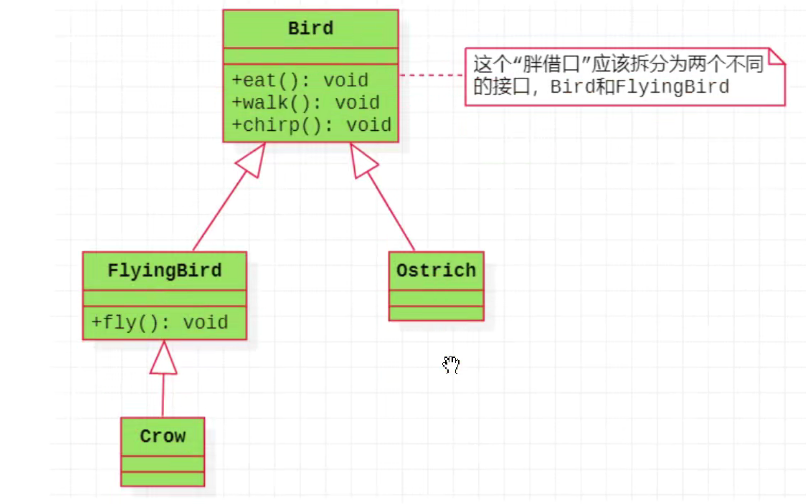 Bird
+eat(): void
+walk(): void
+chirp(): void
这个“胖借口”应该拆分为两个不同
的接口，Bird和FlyingBird
FlyingBird
+fly(): void
Ostrich
Crow